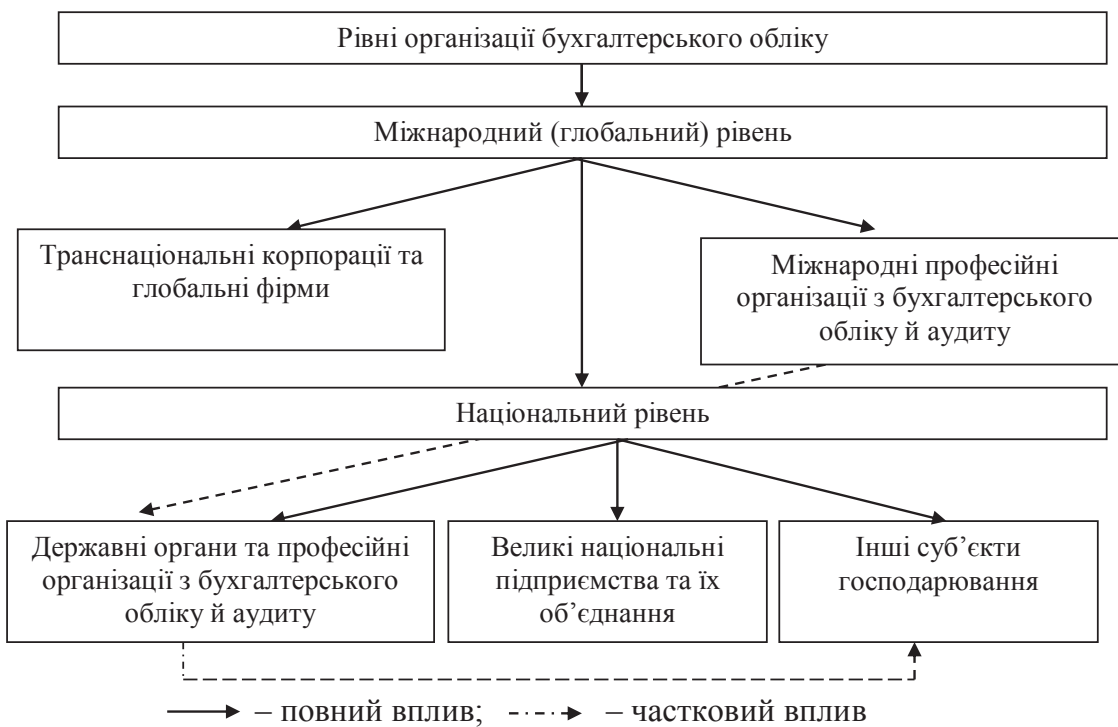 Рівні організації бухгалтерського обліку
Міжнародний (глобальний) рівень
Транснаціональні корпорації та
глобальні фірми
Міжнародні професійні
організації з бухгалтерського
обліку й аудиту
Національний рівень
Державні органи та професійні
організації з бухгалтерського
обліку й аудиту
Великі національні
підприємства та їх
об’єднання
Інші суб’єкти
господарювання
– повний вплив; – частковий вплив